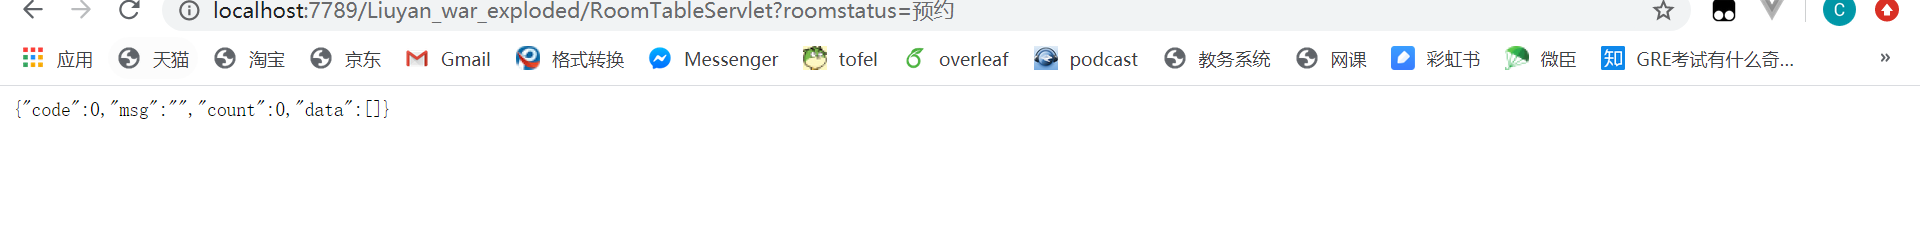 localhost:7789/Liuyan_war_exploded/RoomTableServlet?roomstatus=预约 C
应用 天猫 淘宝 京东 Gmail 格式转换 Messenger tofel overleaf podcast 教务系统 网课 彩虹书 微臣 知 GRE考试有什么奇... »
{"code":0,"msg":"","count":0,"data":[]}